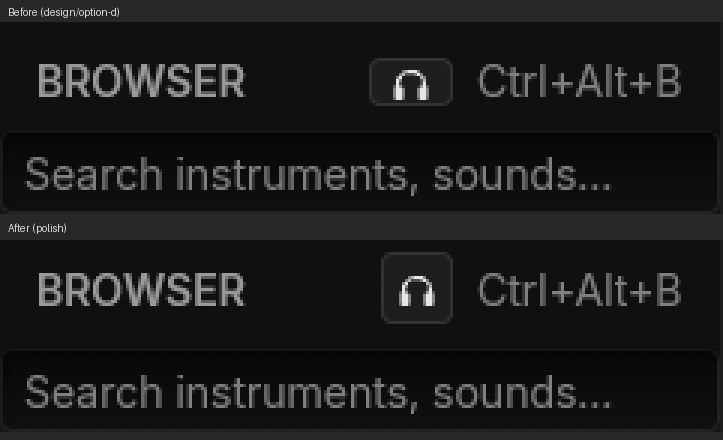 Before (design/option-d)
BROWSER Ctrl+Alt+B
Search instruments, sounds...
After (polish)
BROWSER Ctrl+Alt+B
Search instruments, sounds...